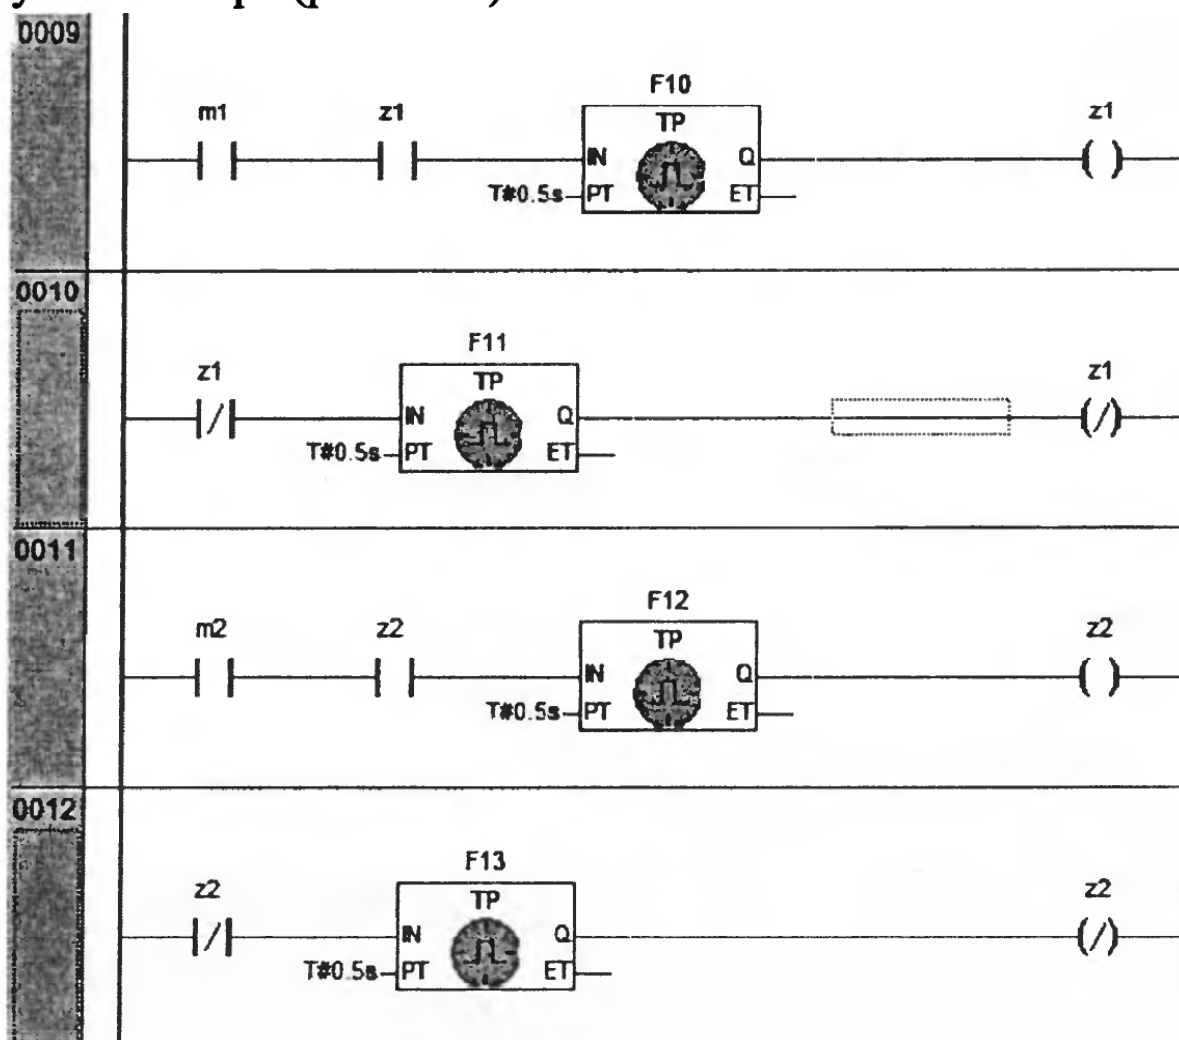 0009
F10
m1 z1 TP z1
IN Q
T#0.5s PT ET
0010
F11
z1 TP z1
IN Q
T#0.5s PT ET
0011
F12
m2 z2 TP z2
IN Q
T#0.5s PT ET
0012
F13
z2 TP z2
IN Q
T#0.5s PT ET